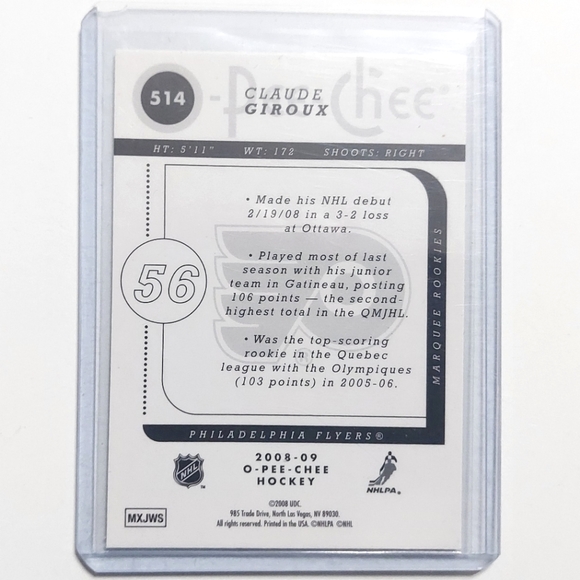 514
O-Pee-Chee
CLAUDE
GIROUX
HT: 5'11" WT: 172 SHOOTS: RIGHT
• Made his NHL debut
2/19/08 in a 3-2 loss
at Ottawa.
• Played most of last
season with his junior
team in Gatineau, posting
106 points — the second-
highest total in the QMJHL.
• Was the top-scoring
rookie in the Quebec
league with the Olympiques
(103 points) in 2005-06.
56
MARQUEE ROOKIES
PHILADELPHIA FLYERS®
NHL
2008-09
O-PEE-CHEE
HOCKEY
NHLPA®
MXJWS
©2008 UDC.
985 Trade Drive, North Las Vegas, NV 89030.
All rights reserved. Printed in the USA. ©NHLPA ©NHL